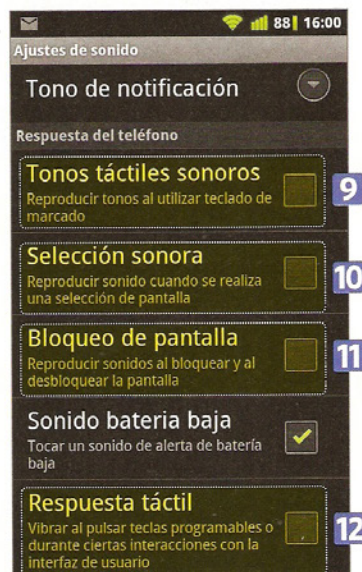 88 16:00
Ajustes de sonido
Tono de notificación
Respuesta del teléfono
Tonos táctiles sonoros
Reproducir tonos al utilizar teclado de
marcado
9
Selección sonora
Reproducir sonido cuando se realiza
una selección de pantalla
10
Bloqueo de pantalla
Reproducir sonidos al bloquear y al
desbloquear la pantalla
11
Sonido bateria baja
Tocar un sonido de alerta de batería
baja
Respuesta táctil
Vibrar al pulsar teclas programables o
durante ciertas interacciones con la
interfaz de usuario
12